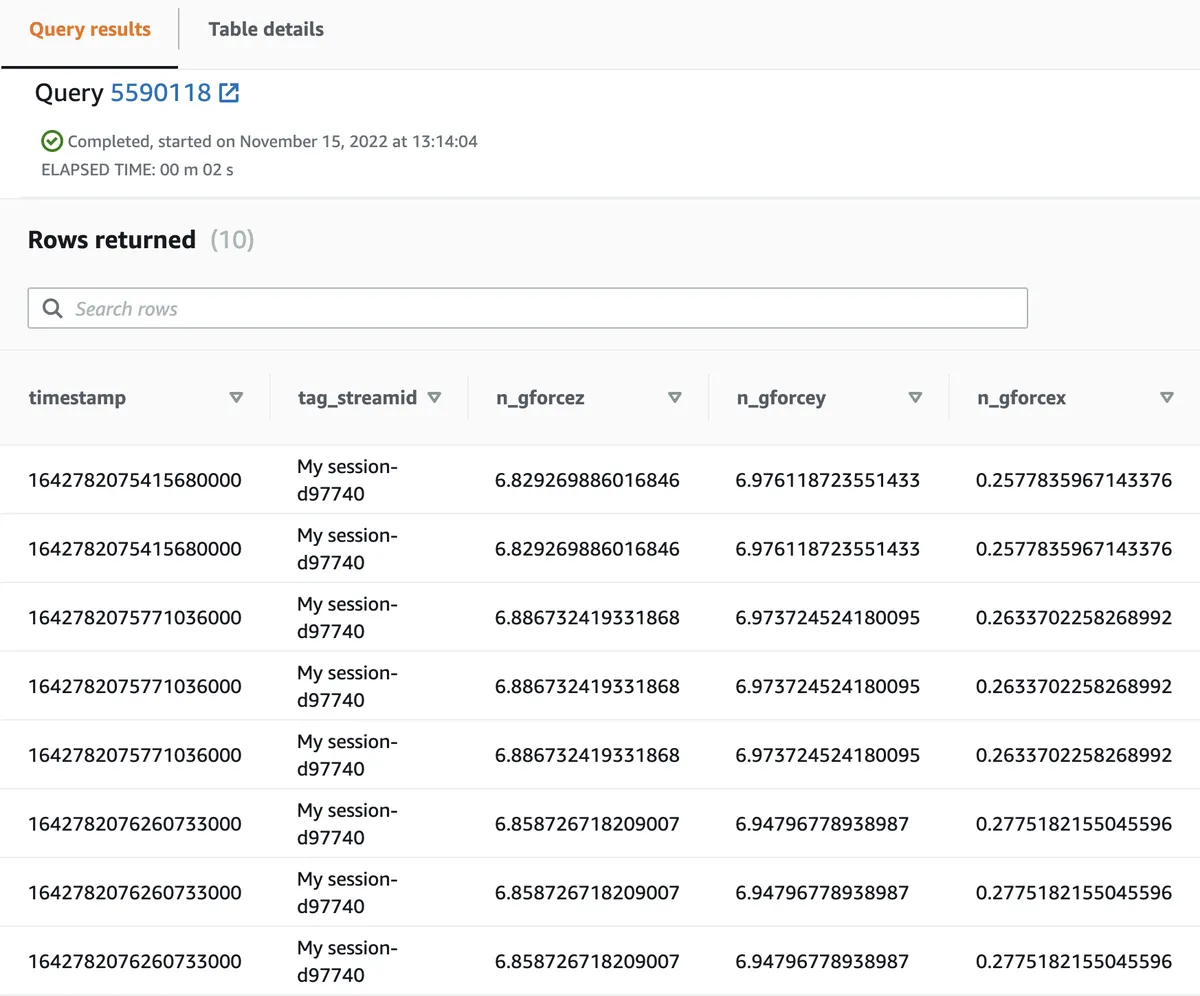 Query results Table details
Query 5590118
Completed, started on November 15, 2022 at 13:14:04
ELAPSED TIME: 00 m 02 s
Rows returned (10)
Search rows
timestamp tag_streamid n_gforcez n_gforcey n_gforcex
1642782075415680000 My session-d97740 6.829269886016846 6.976118723551433 0.2577835967143376
1642782075415680000 My session-d97740 6.829269886016846 6.976118723551433 0.2577835967143376
1642782075771036000 My session-d97740 6.886732419331868 6.973724524180095 0.2633702258268992
1642782075771036000 My session-d97740 6.886732419331868 6.973724524180095 0.2633702258268992
1642782075771036000 My session-d97740 6.886732419331868 6.973724524180095 0.2633702258268992
1642782076260733000 My session-d97740 6.858726718209007 6.94796778938987 0.2775182155045596
1642782076260733000 My session-d97740 6.858726718209007 6.94796778938987 0.2775182155045596
1642782076260733000 My session-d97740 6.858726718209007 6.94796778938987 0.2775182155045596